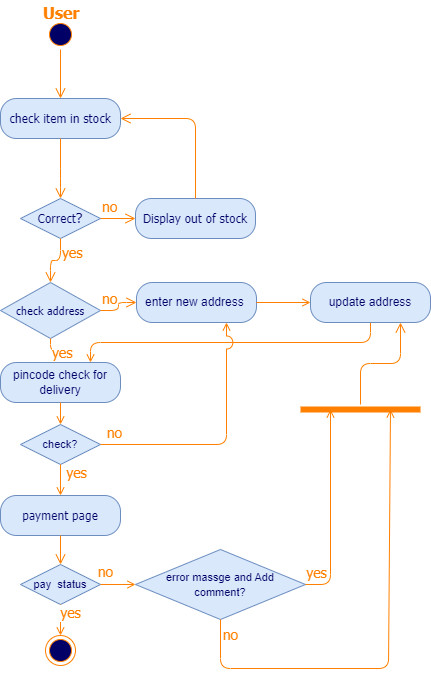 User
check item in stock
Correct?
no
Display out of stock
yes
check address
no
enter new address
update address
yes
pincode check for
delivery
check?
no
yes
payment page
pay status
no
error massge and Add
comment?
yes
yes
no